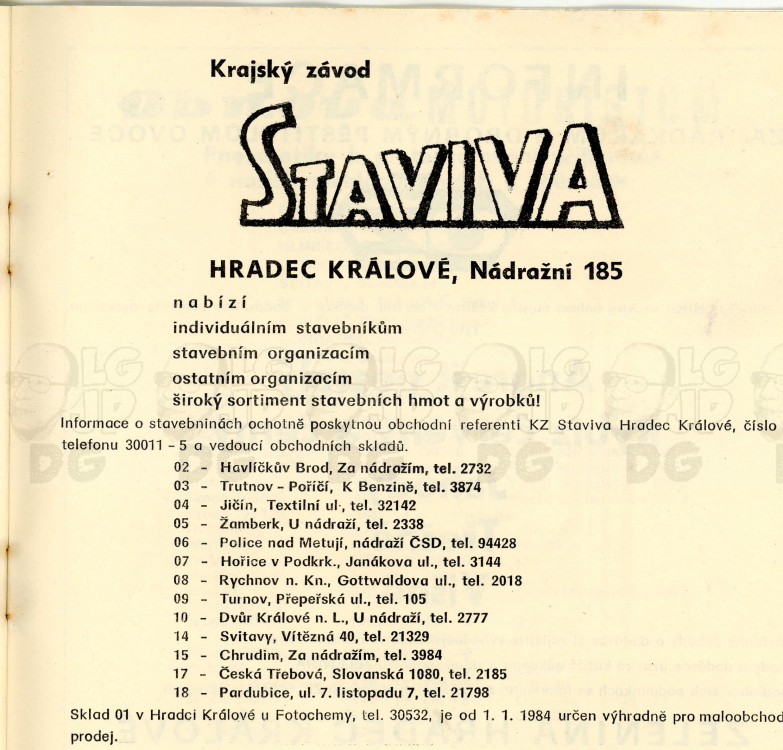 Krajský závod
STAVIVA
HRADEC KRÁLOVÉ, Nádražní 185
nabízí
individuálním stavebníkům
stavebním organizacím
ostatním organizacím
široký sortiment stavebních hmot a výrobků!
Informace o stavebninách ochotně poskytnou obchodní referenti KZ Staviva Hradec Králové, číslo
telefonu 30011 – 5 a vedoucí obchodních skladů.
02 – Havlíčkův Brod, Za nádražím, tel. 2732
03 – Trutnov – Poříčí, K Benzině, tel. 3874
04 – Jičín, Textilní ul., tel. 32142
05 – Žamberk, U nádraží, tel. 2338
06 – Police nad Metují, nádraží ČSD, tel. 94428
07 – Hořice v Podkrk., Janákova ul., tel. 3144
08 – Rychnov n. Kn., Gottwaldova ul., tel. 2018
09 – Turnov, Přepeřská ul., tel. 105
10 – Dvůr Králové n. L., U nádraží, tel. 2777
14 – Svitavy, Vítězná 40, tel. 21329
15 – Chrudim, Za nádražím, tel. 3984
17 – Česká Třebová, Slovanská 1080, tel. 2185
18 – Pardubice, ul. 7. listopadu 7, tel. 21798
Sklad 01 v Hradci Králové u Fotochemy, tel. 30532, je od 1. 1. 1984 určen výhradně pro maloobchod
prodej.